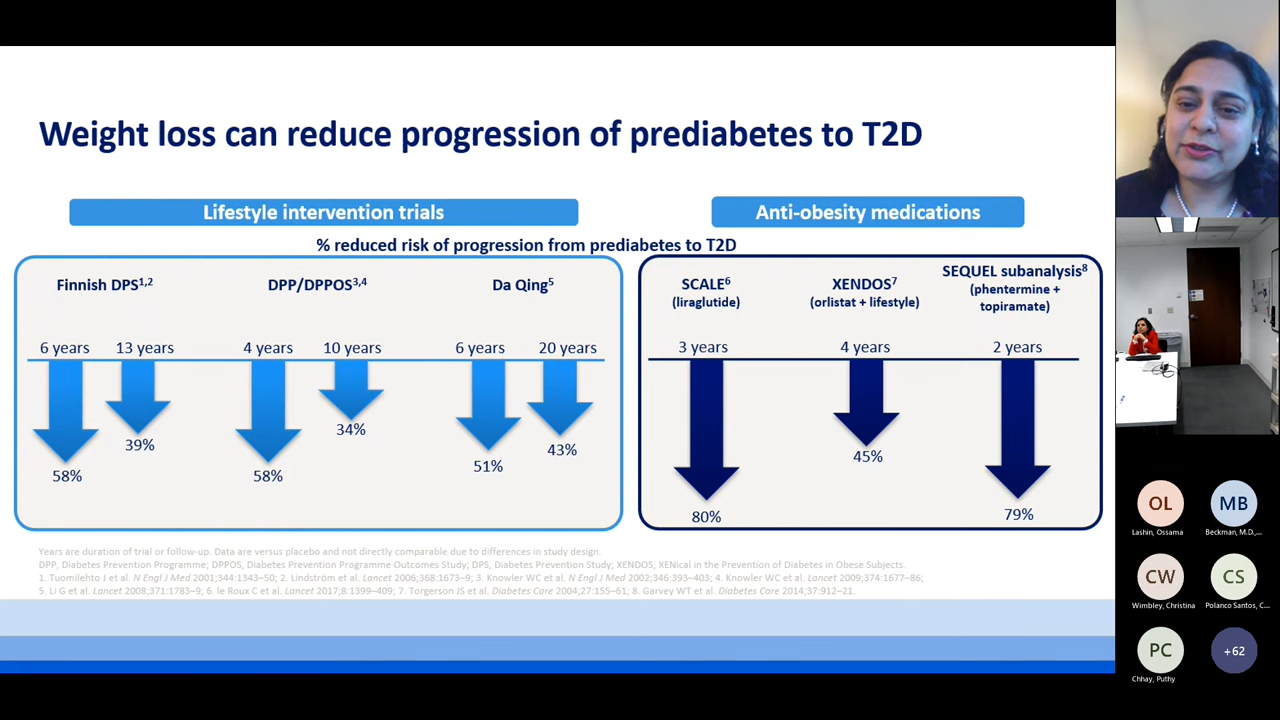 Weight loss can reduce progression of prediabetes to T2D
Lifestyle intervention trials
Anti-obesity medications
% reduced risk of progression from prediabetes to T2D
Finnish DPS1,2
DPP/DPPOS3,4
Da Qing5
6 years
13 years
4 years
10 years
6 years
20 years
58%
39%
58%
34%
51%
43%
SCALE6
(liraglutide)
XENDOS7
(orlistat + lifestyle)
SEQUEL subanalysis8
(phentermine +
topiramate)
3 years
4 years
2 years
80%
45%
79%
Years are duration of trial or follow-up. Data are versus placebo and not directly comparable due to differences in study design.
DPP, Diabetes Prevention Programme; DPPOS, Diabetes Prevention Programme Outcomes Study; DPS, Diabetes Prevention Study; XENDOS, XENical in the Prevention of Diabetes in Obese Subjects.
1. Tuomilehto J et al. N Engl J Med 2001;344:1343–50; 2. Lindström et al. Lancet 2006;368:1673–9; 3. Knowler WC et al. N Engl J Med 2002;346:393–403; 4. Knowler WC et al. Lancet 2009;374:1677–86;
5. Li G et al. Lancet 2008;371:1783–9; 6. le Roux C et al. Lancet 2017;8:1399–409; 7. Torgerson JS et al. Diabetes Care 2004;27:155–61; 8. Garvey WT et al. Diabetes Care 2014;37:912–21.
OL
Lashin, Ossama
MB
Beckman, M.D.,...
CW
Wimbley, Christina
CS
Polanco Santos, C...
PC
Chhay, Puthy
+62